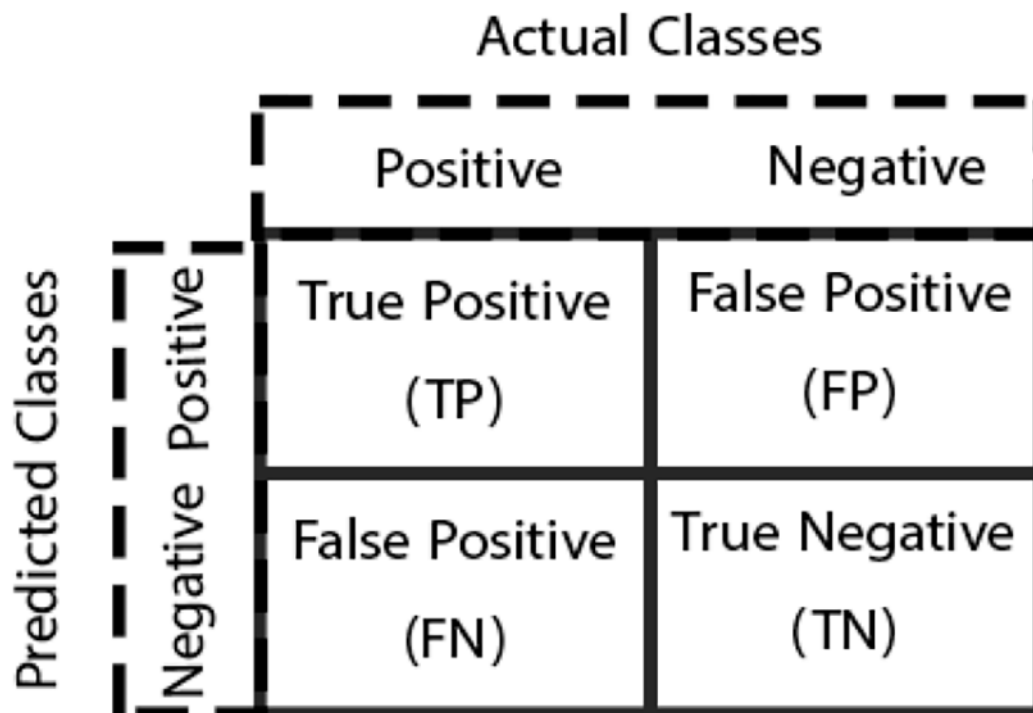 Actual Classes
Positive Negative
Predicted Classes
Positive
Negative
True Positive
(TP)
False Positive
(FP)
False Positive
(FN)
True Negative
(TN)